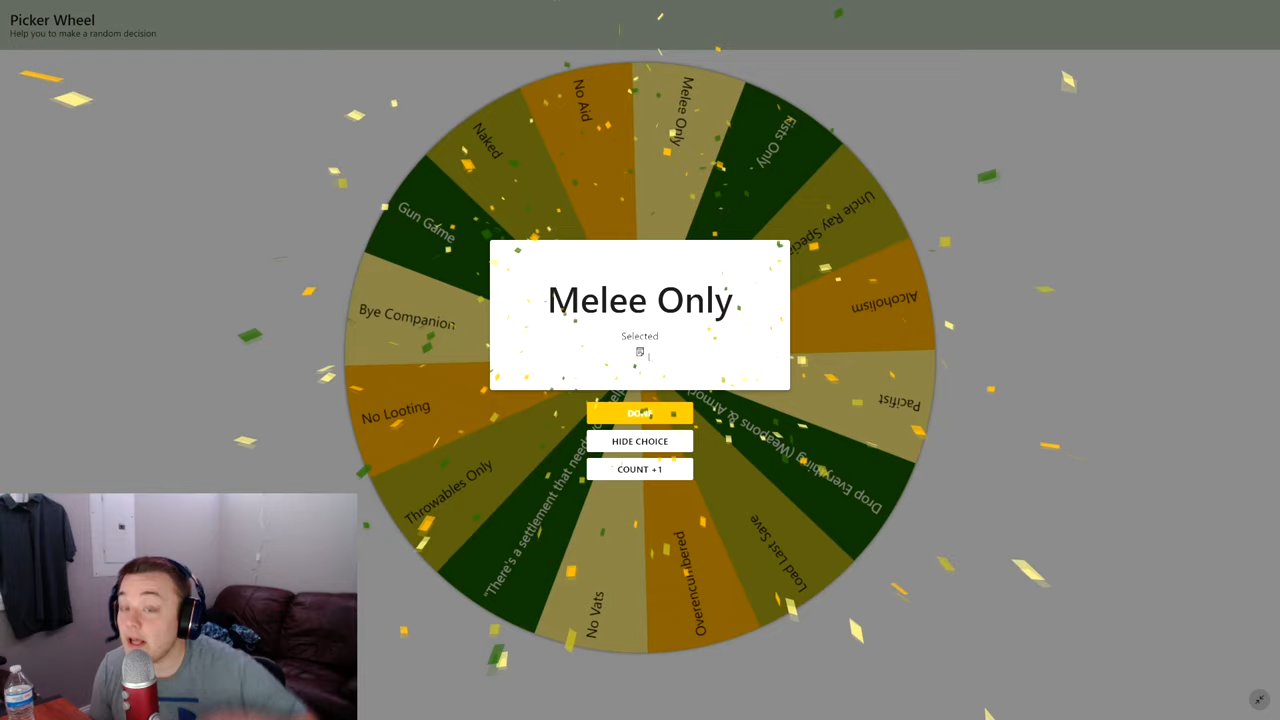 Picker Wheel
Help you to make a random decision
No Aid
Melee Only
Fists Only
Naked
Uncle Ray
Gun Game
Alcoholism
Bye Companion
Melee Only
Selected
Pacifist
No Looting
DONE
HIDE CHOICE
COUNT +1
Drop Everything (Weapons & Armor
Throwables Only
"There's a settlement that need
Load Last Save
Overencumbered
No Vats